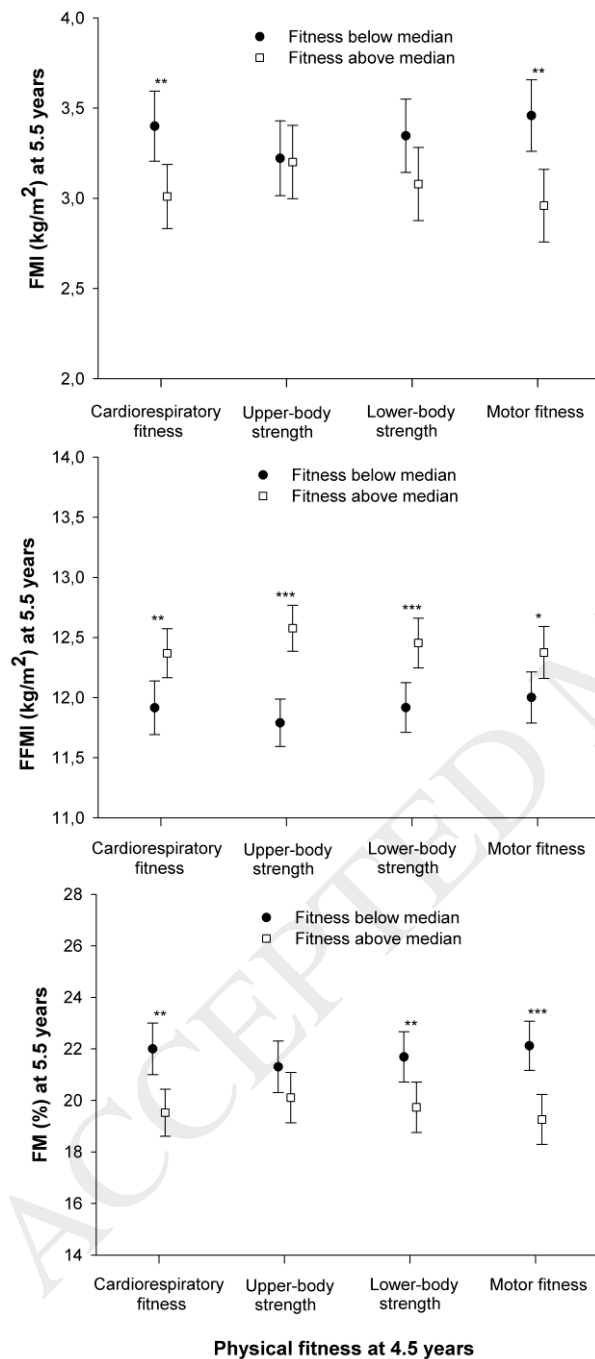 4,0
Fitness below median
Fitness above median
**
**
3,5
3,0
2,5
2,0
FMI (kg/m²) at 5.5 years
Cardiorespiratory fitness
Upper-body strength
Lower-body strength
Motor fitness
14,0
Fitness below median
Fitness above median
13,5
13,0
***
***
**
*
12,5
12,0
11,5
11,0
FFMI (kg/m²) at 5.5 years
Cardiorespiratory fitness
Upper-body strength
Lower-body strength
Motor fitness
28
Fitness below median
Fitness above median
26
24
**
**
***
22
20
18
16
14
FM (%) at 5.5 years
Cardiorespiratory fitness
Upper-body strength
Lower-body strength
Motor fitness
Physical fitness at 4.5 years
ACCEPTED M